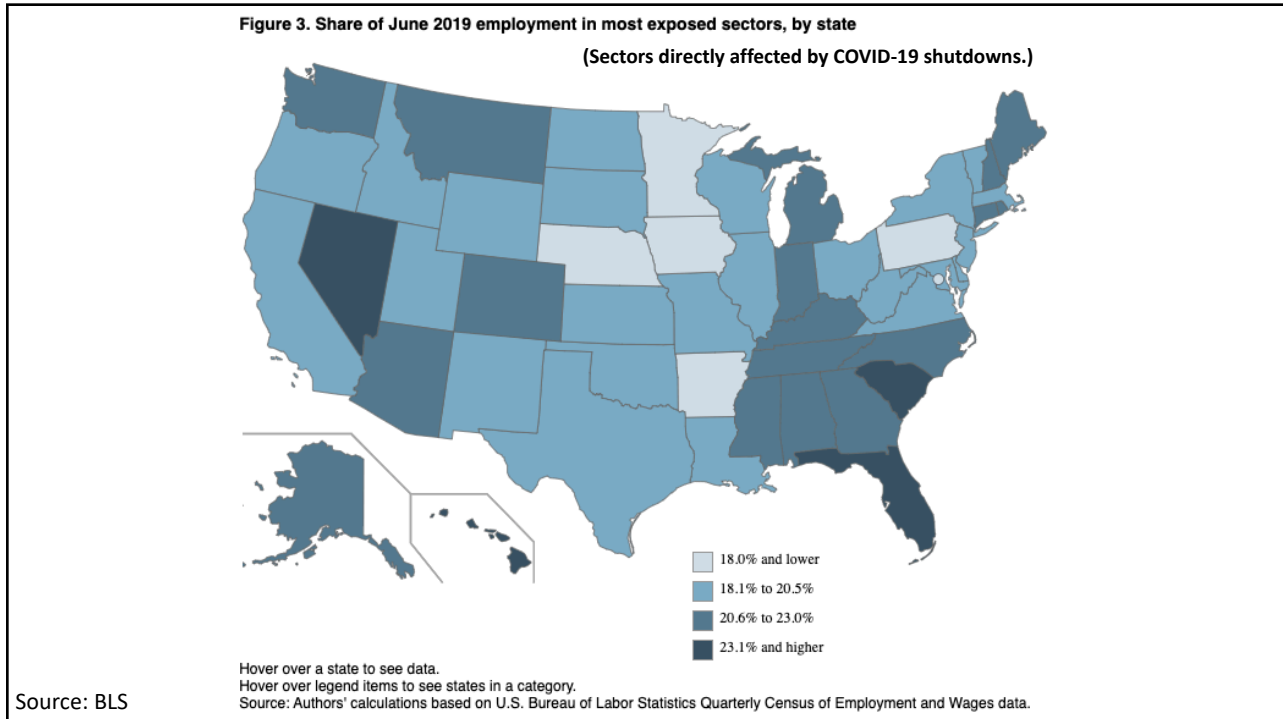 Figure 3. Share of June 2019 employment in most exposed sectors, by state
(Sectors directly affected by COVID-19 shutdowns.)
18.0% and lower
18.1% to 20.5%
20.6% to 23.0%
23.1% and higher
Hover over a state to see data.
Hover over legend items to see states in a category.
Source: Authors' calculations based on U.S. Bureau of Labor Statistics Quarterly Census of Employment and Wages data.
Source: BLS